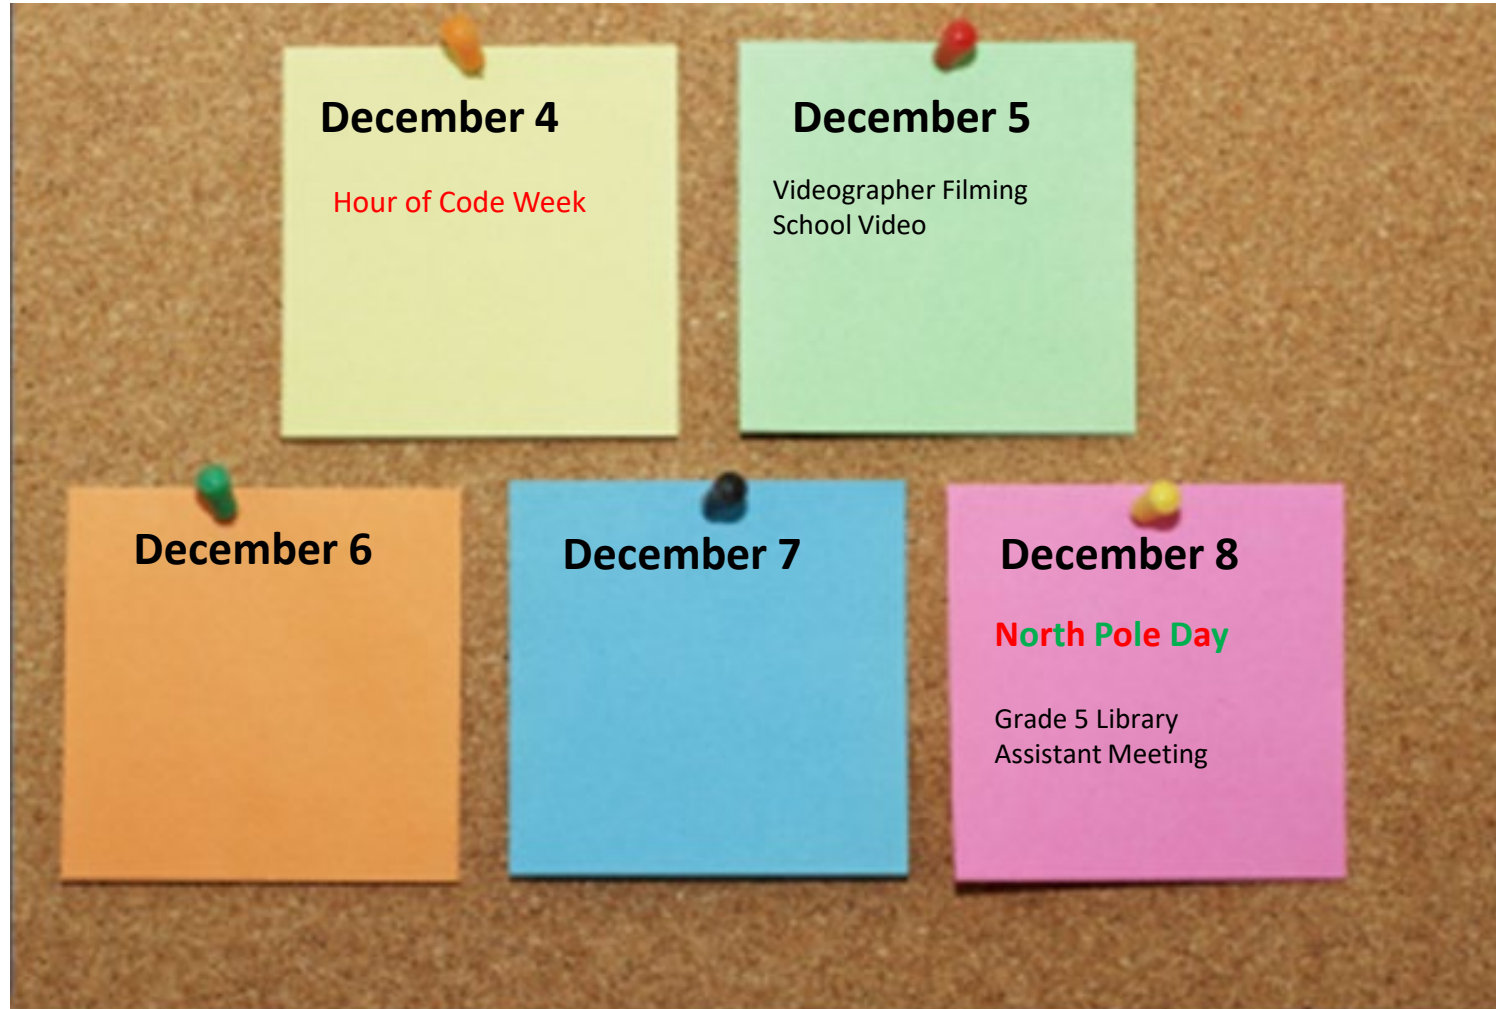 December 4
Hour of Code Week
December 5
Videographer Filming
School Video
December 6
December 7
December 8
North Pole Day
Grade 5 Library
Assistant Meeting